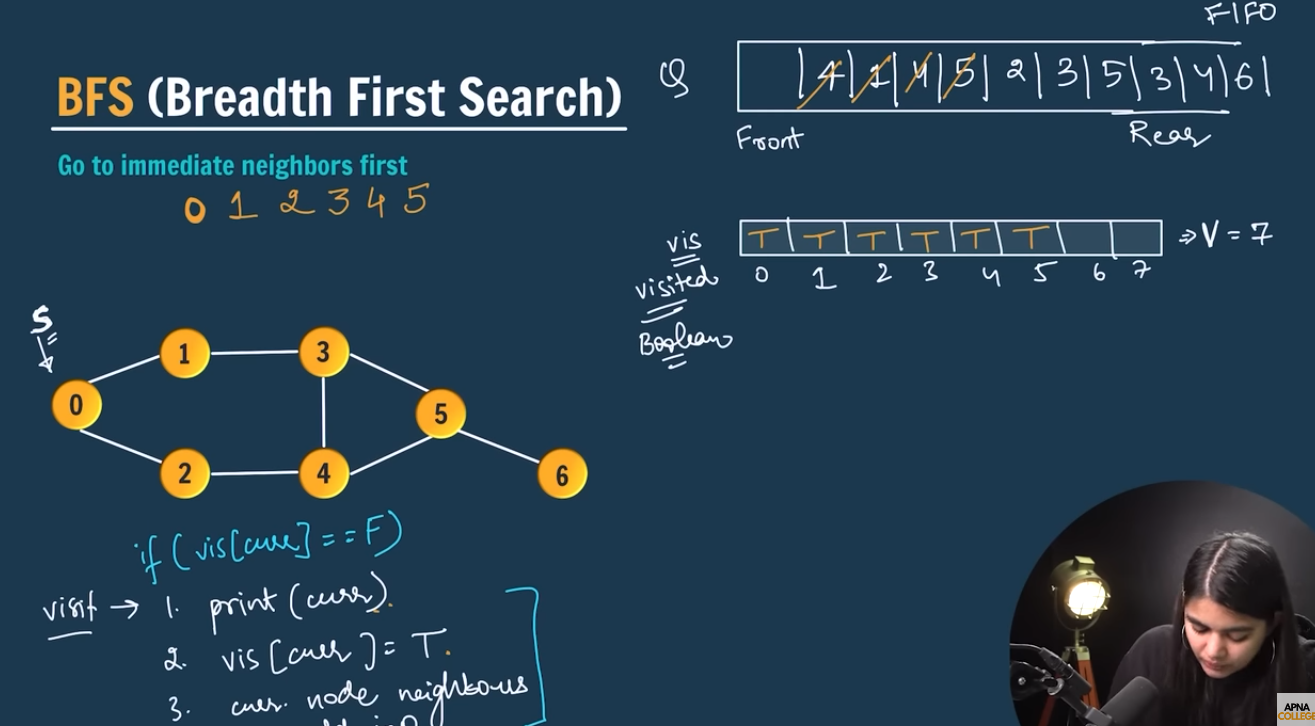 FIFO
BFS (Breadth First Search)
Q
4 1 4 5 2 3 5 3 4 6
Front
Rear
Go to immediate neighbors first
0 1 2 3 4 5
vis
T T T T T T
⇒ V = 7
0 1 2 3 4 5 6 7
visited
Boolean
S
1 3
0 5
2 4 6
if (vis[curr] == F)
visit → 1. print (curr).
2. vis [curr] = T.
3. curr. node neighbours
APNA
COLLEGE